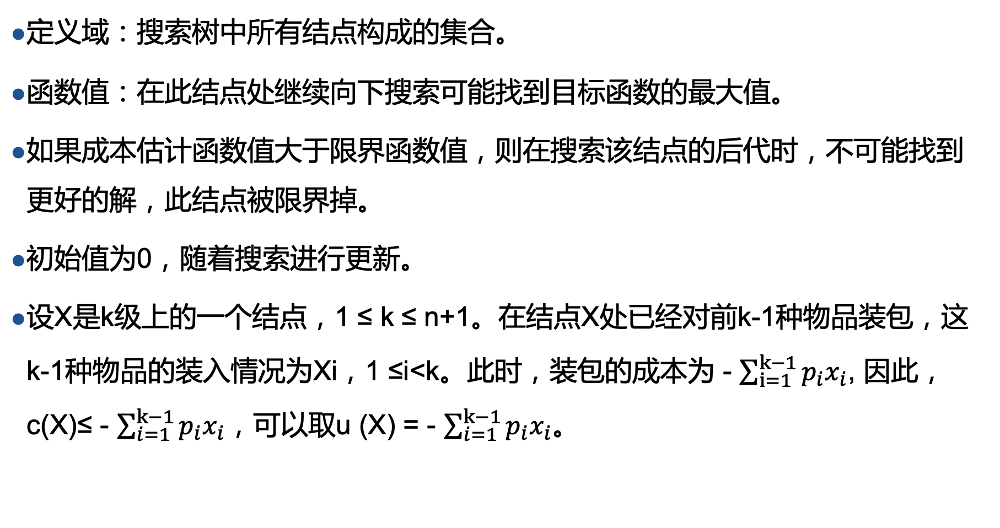 ●定义域：搜索树中所有结点构成的集合。
●函数值：在此结点处继续向下搜索可能找到目标函数的最大值。
●如果成本估计函数值大于限界函数值，则在搜索该结点的后代时，不可能找到
更好的解，此结点被限界掉。
●初始值为0，随着搜索进行更新。
●设X是k级上的一个结点，1 ≤ k ≤ n+1。在结点X处已经对前k-1种物品装包，这
k-1种物品的装入情况为Xi，1 ≤i<k。此时，装包的成本为 - ∑_{i=1}^{k−1} p_i x_i, 因此，
c(X)≤ - ∑_{i=1}^{k−1} p_i x_i，可以取u (X) = - ∑_{i=1}^{k−1} p_i x_i。